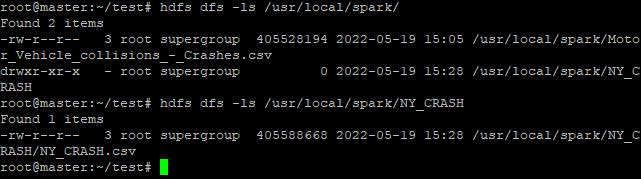 root@master:~/test# hdfs dfs -ls /usr/local/spark/
Found 2 items
-rw-r--r--   3 root supergroup  405528194 2022-05-19 15:05 /usr/local/spark/Moto
r_Vehicle_collisions_-_Crashes.csv
drwxr-xr-x   - root supergroup          0 2022-05-19 15:28 /usr/local/spark/NY_C
RASH
root@master:~/test# hdfs dfs -ls /usr/local/spark/NY_CRASH
Found 1 items
-rw-r--r--   3 root supergroup  405588668 2022-05-19 15:28 /usr/local/spark/NY_C
RASH/NY_CRASH.csv
root@master:~/test#